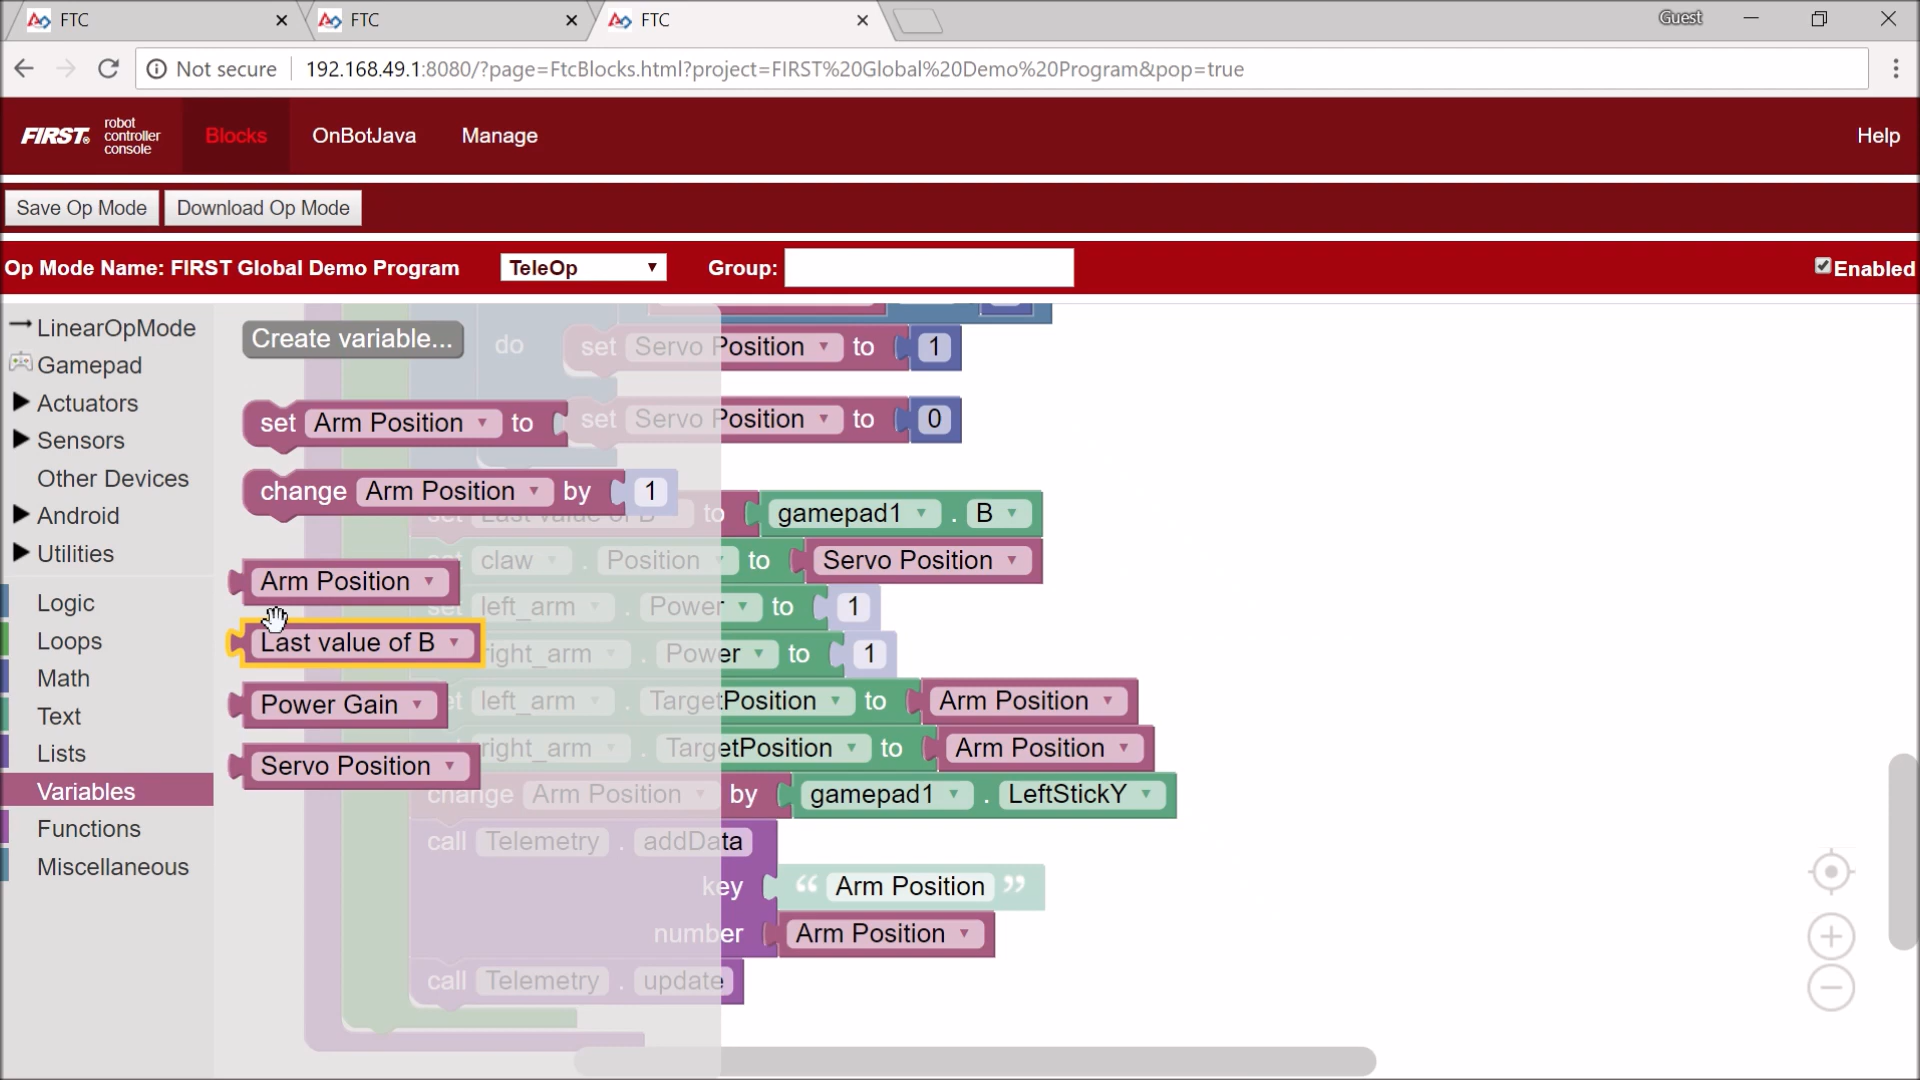 FTC
FTC
FTC
Guest
Not secure
192.168.49.1:8080/?page=FtcBlocks.html?project=FIRST%20Global%20Demo%20Program&pop=true
FIRST®
robot
controller
console
Blocks
OnBotJava
Manage
Help
Save Op Mode
Download Op Mode
Op Mode Name: FIRST Global Demo Program
TeleOp
Group:
Enabled
LinearOpMode
Gamepad
Actuators
Sensors
Other Devices
Android
Utilities
Logic
Loops
Math
Text
Lists
Variables
Functions
Miscellaneous
Create variable...
set Arm Position to
change Arm Position by 1
Arm Position
Last value of B
Power Gain
Servo Position
do set Servo Position to 1
set Servo Position to 0
set Last value of B to gamepad1 . B
set claw . Position to Servo Position
set left_arm . Power to 1
right_arm . Power to 1
set left_arm . TargetPosition to Arm Position
right_arm . TargetPosition to Arm Position
change Arm Position by gamepad1 . LeftStickY
call Telemetry . addData
key “ Arm Position ”
number Arm Position
call Telemetry . update